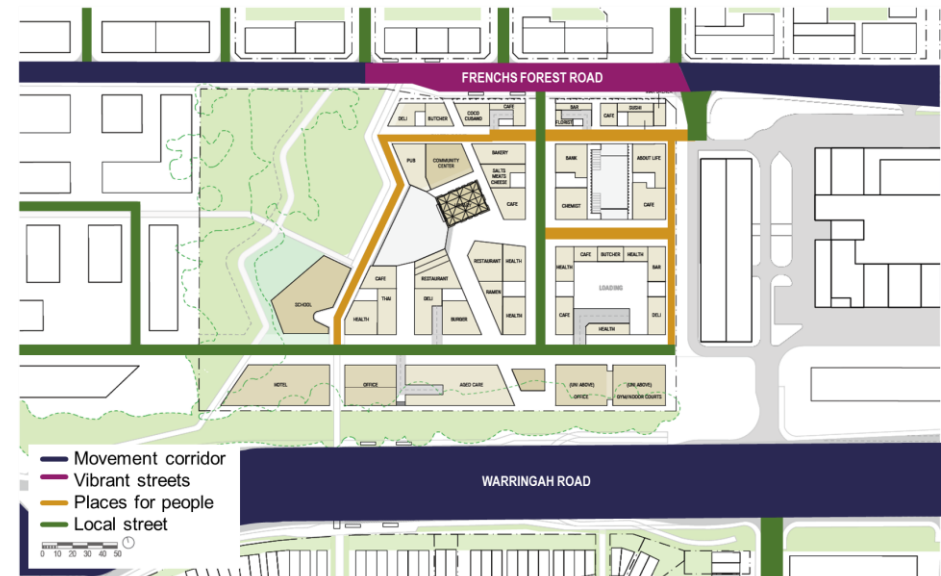 FRENCHS FOREST ROAD
DELI
BUTCHER
COCO
CUBANO
CAFE
BAR
FLORIST
CAFE
SUSHI
PUB
COMMUNITY
CENTER
BAKERY
SALTS
MEATS
CHEESE
CAFE
BANK
ABOUT LIFE
CHEMIST
CAFE
CAFE
RESTAURANT
RESTAURANT
HEALTH
HEALTH
CAFE
BUTCHER
HEALTH
BAR
SCHOOL
THAI
DELI
RAMEN
LOADING
HEALTH
BURGER
HEALTH
CAFE
HEALTH
DELI
HOTEL
OFFICE
AGED CARE
(UNI ABOVE)
OFFICE
(UNI ABOVE)
GYM/INDOOR COURTS
Movement corridor
Vibrant streets
Places for people
Local street
0 10 20 30 40 50
WARRINGAH ROAD